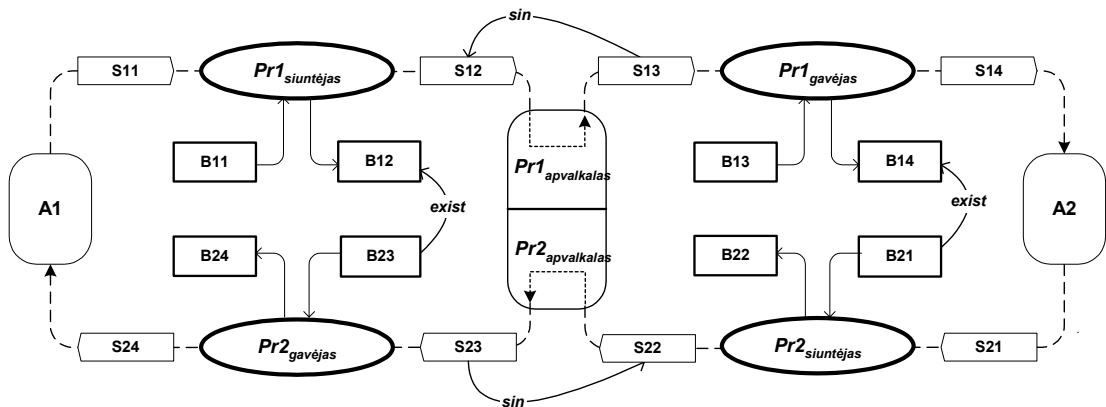 sin
S11
Pr1siuntėjas
S12
S13
Pr1gavėjas
S14
B11
B12
Pr1apvalkalas
B13
B14
A1
exist
exist
A2
B24
B23
Pr2apvalkalas
B22
B21
S24
Pr2gavėjas
S23
S22
Pr2siuntėjas
S21
sin